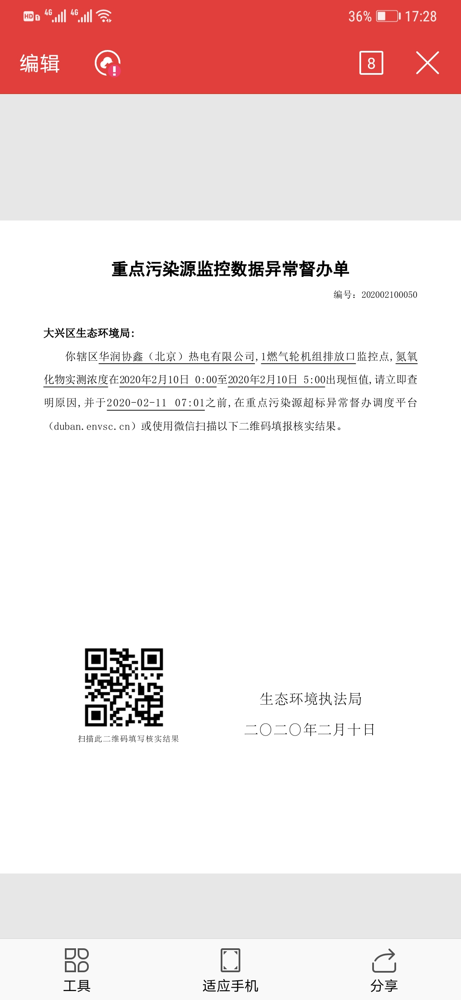 HD 1 4G 4G 36% 17:28
编辑 8
重点污染源监控数据异常督办单
编号：202002100050
大兴区生态环境局：
你辖区华润协鑫（北京）热电有限公司，1燃气轮机组排放口监控点，氮氧
化物实测浓度在2020年2月10日 0:00至2020年2月10日 5:00出现恒值，请立即查
明原因，并于2020-02-11 07:01之前，在重点污染源超标异常督办调度平台
（duban.envsc.cn）或使用微信扫描以下二维码填报核实结果。
生态环境执法局
二〇二〇年二月十日
扫描此二维码填写核实结果
工具 适应手机 分享